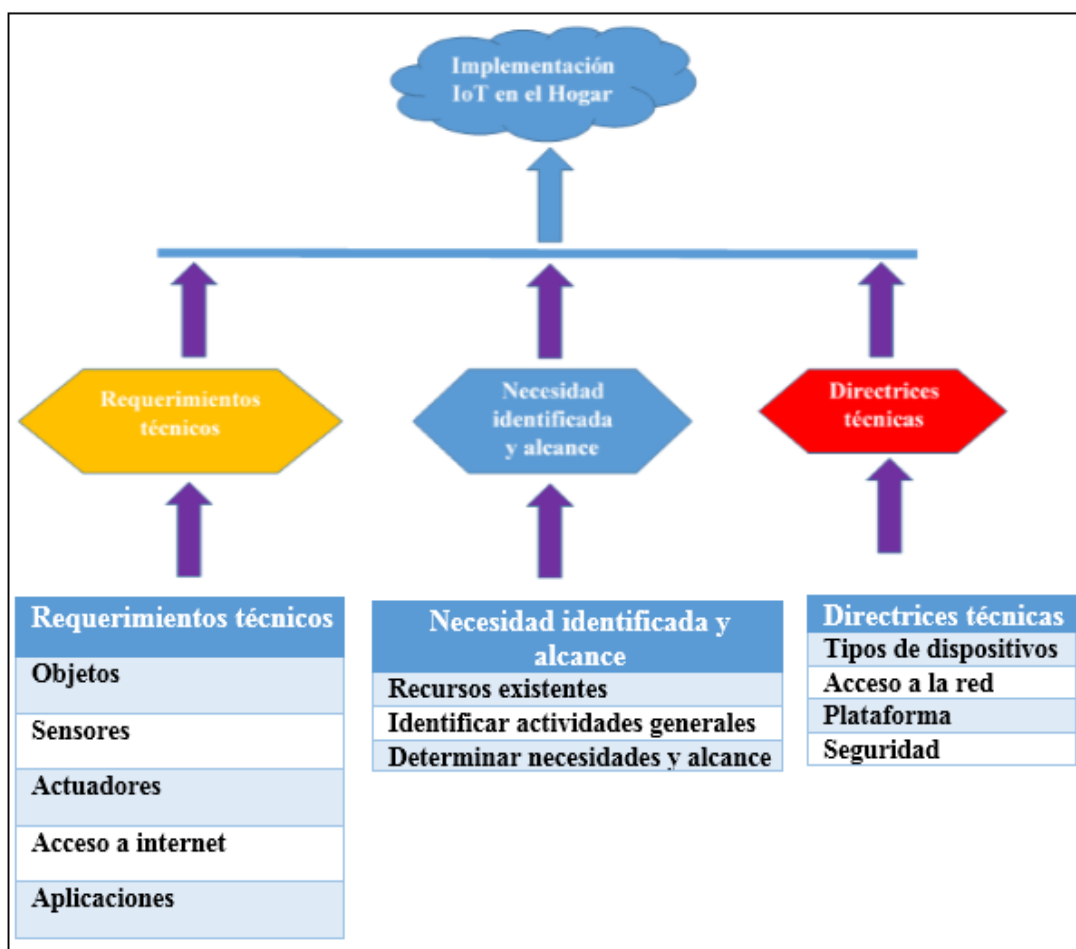 Implementación
IoT en el Hogar
Requerimientos
técnicos
Necesidad
identificada
y alcance
Directrices
técnicas
Requerimientos técnicos
Objetos
Sensores
Actuadores
Acceso a internet
Aplicaciones
Necesidad identificada y
alcance
Recursos existentes
Identificar actividades generales
Determinar necesidades y alcance
Directrices técnicas
Tipos de dispositivos
Acceso a la red
Plataforma
Seguridad